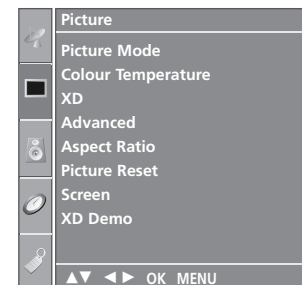 Picture
Picture Mode
Colour Temperature
XD
Advanced
Aspect Ratio
Picture Reset
Screen
XD Demo
▲▼ ◄► OK MENU